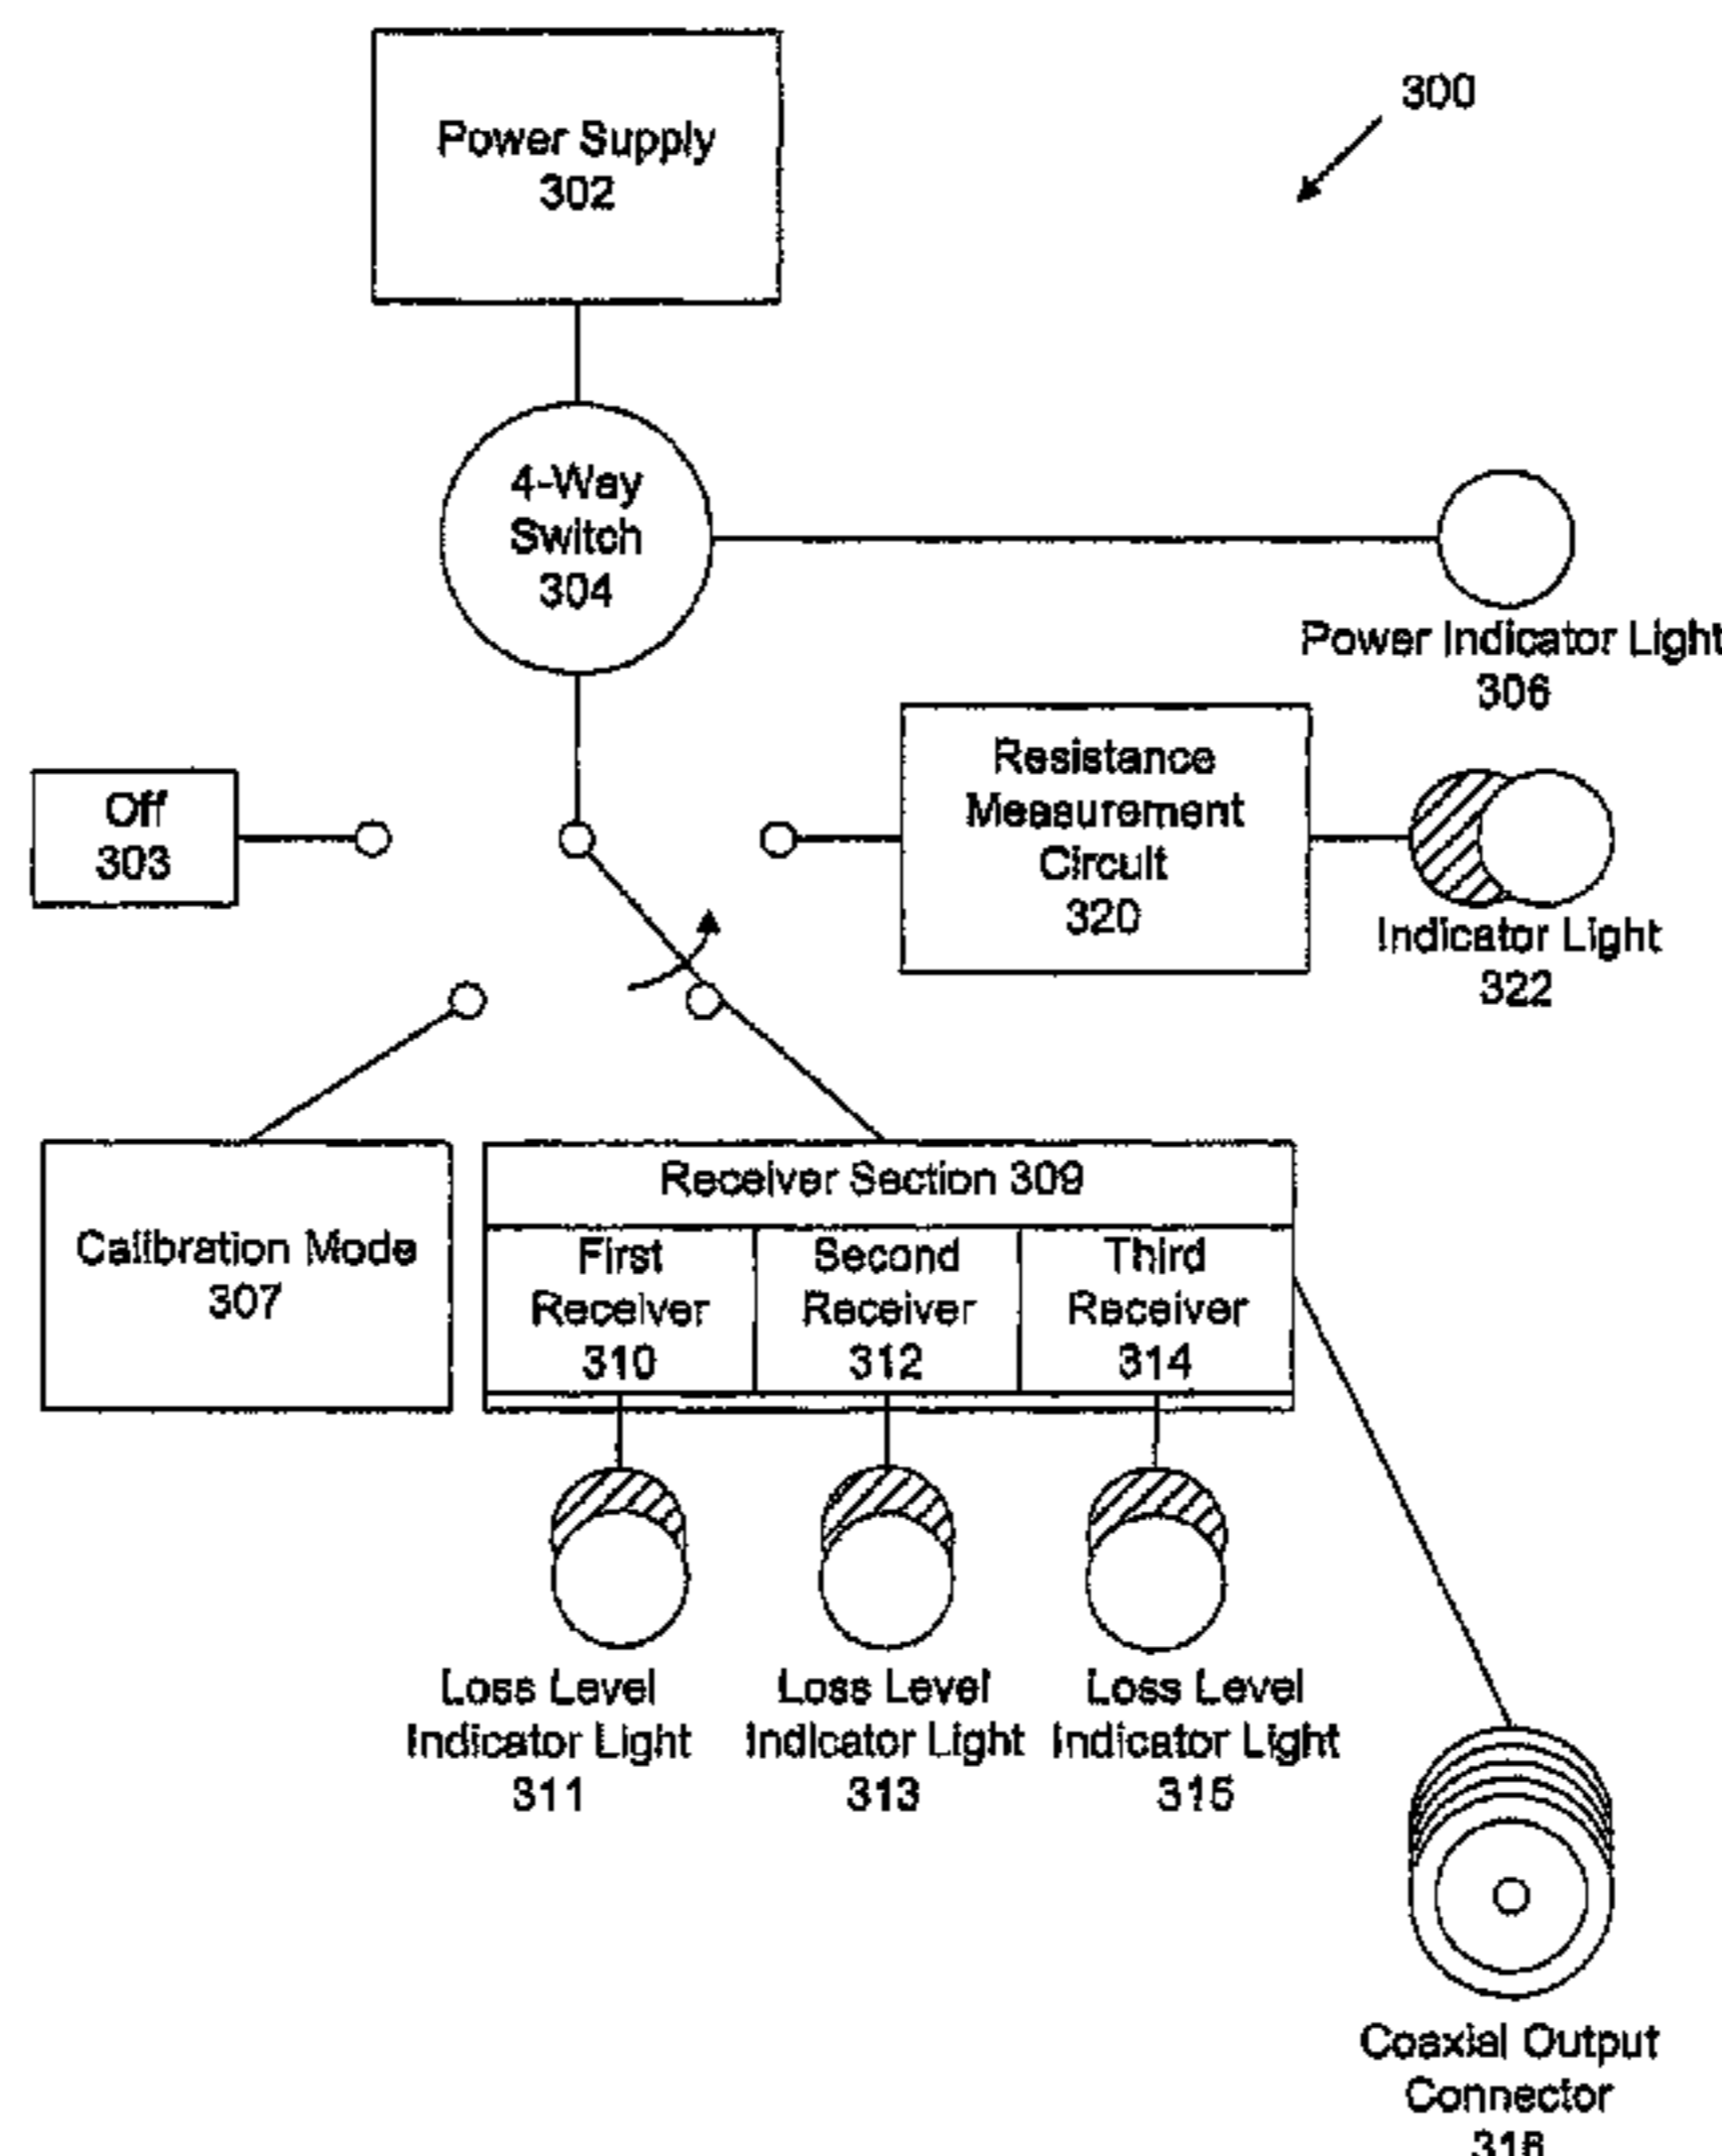 300
Power Supply
302
4-Way
Switch
304
Power Indicator Light
306
Off
303
Resistance
Measurement
Circuit
320
Indicator Light
322
Calibration Mode
307
Receiver Section 309
First
Receiver
310
Second
Receiver
312
Third
Receiver
314
Loss Level
Indicator Light
311
Loss Level
Indicator Light
313
Loss Level
Indicator Light
315
Coaxial Output
Connector
316